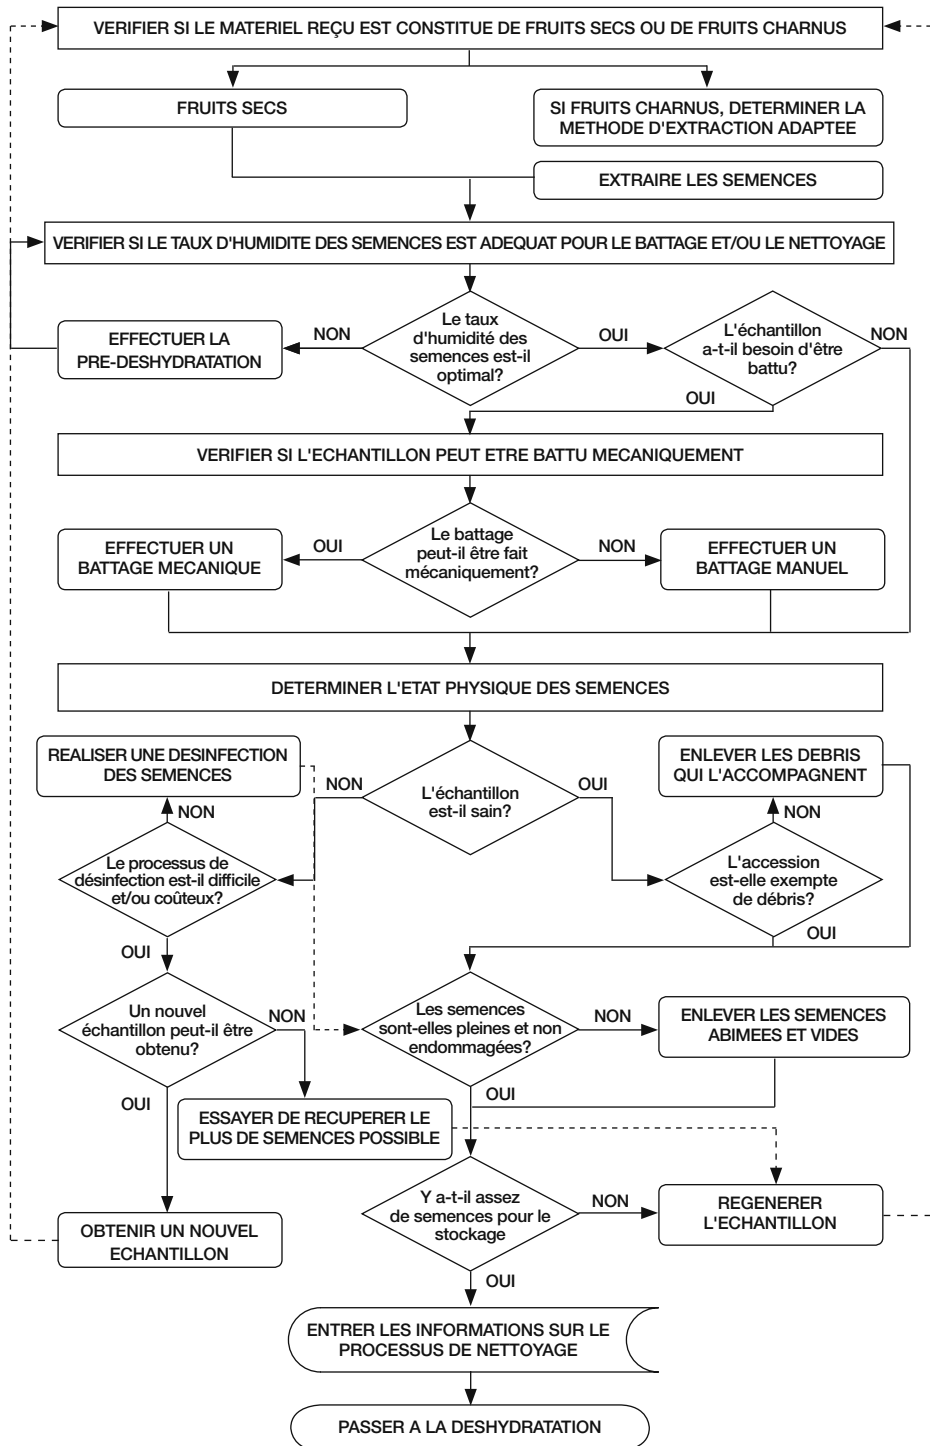 VERIFIER SI LE MATERIEL REÇU EST CONSTITUE DE FRUITS SECS OU DE FRUITS CHARNUS
FRUITS SECS
SI FRUITS CHARNUS, DETERMINER LA
METHODE D'EXTRACTION ADAPTEE
EXTRAIRE LES SEMENCES
VERIFIER SI LE TAUX D'HUMIDITE DES SEMENCES EST ADEQUAT POUR LE BATTAGE ET/OU LE NETTOYAGE
EFFECTUER LA
PRE-DESHYDRATATION
NON
Le taux
d'humidité des
semences est-il
optimal?
OUI
L'échantillon
a-t-il besoin d'être
battu?
NON
OUI
VERIFIER SI L'ECHANTILLON PEUT ETRE BATTU MECANIQUEMENT
EFFECTUER UN
BATTAGE MECANIQUE
OUI
Le battage
peut-il être fait
mécaniquement?
NON
EFFECTUER UN
BATTAGE MANUEL
DETERMINER L'ETAT PHYSIQUE DES SEMENCES
REALISER UNE DESINFECTION
DES SEMENCES
NON
L'échantillon
est-il sain?
OUI
ENLEVER LES DEBRIS
QUI L'ACCOMPAGNENT
NON
NON
Le processus de
désinfection est-il difficile
et/ou coûteux?
L'accession
est-elle exempte
de débris?
OUI
OUI
Un nouvel
échantillon peut-il être
obtenu?
NON
Les semences
sont-elles pleines et non
endommagées?
NON
ENLEVER LES SEMENCES
ABIMEES ET VIDES
OUI
OUI
ESSAYER DE RECUPERER LE
PLUS DE SEMENCES POSSIBLE
Y a-t-il assez
de semences pour le
stockage
NON
REGENERER
L'ECHANTILLON
OBTENIR UN NOUVEL
ECHANTILLON
OUI
ENTRER LES INFORMATIONS SUR LE
PROCESSUS DE NETTOYAGE
PASSER A LA DESHYDRATATION